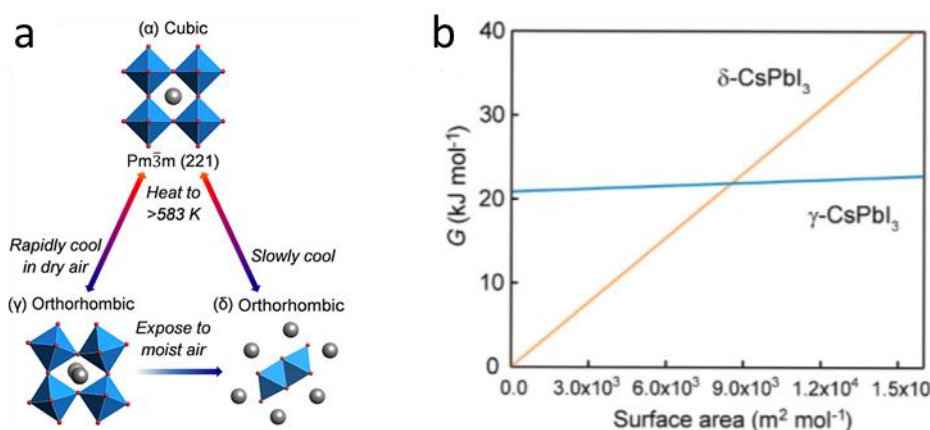 a
(α) Cubic
Pm3̅m (221)
Heat to
>583 K
Rapidly cool
in dry air
Slowly cool
(γ) Orthorhombic
(δ) Orthorhombic
Expose to
moist air
b
40
30
20
10
0
G (kJ mol⁻¹)
δ-CsPbI₃
γ-CsPbI₃
0.0 3.0x10³ 6.0x10³ 9.0x10³ 1.2x10⁴ 1.5x10
Surface area (m² mol⁻¹)